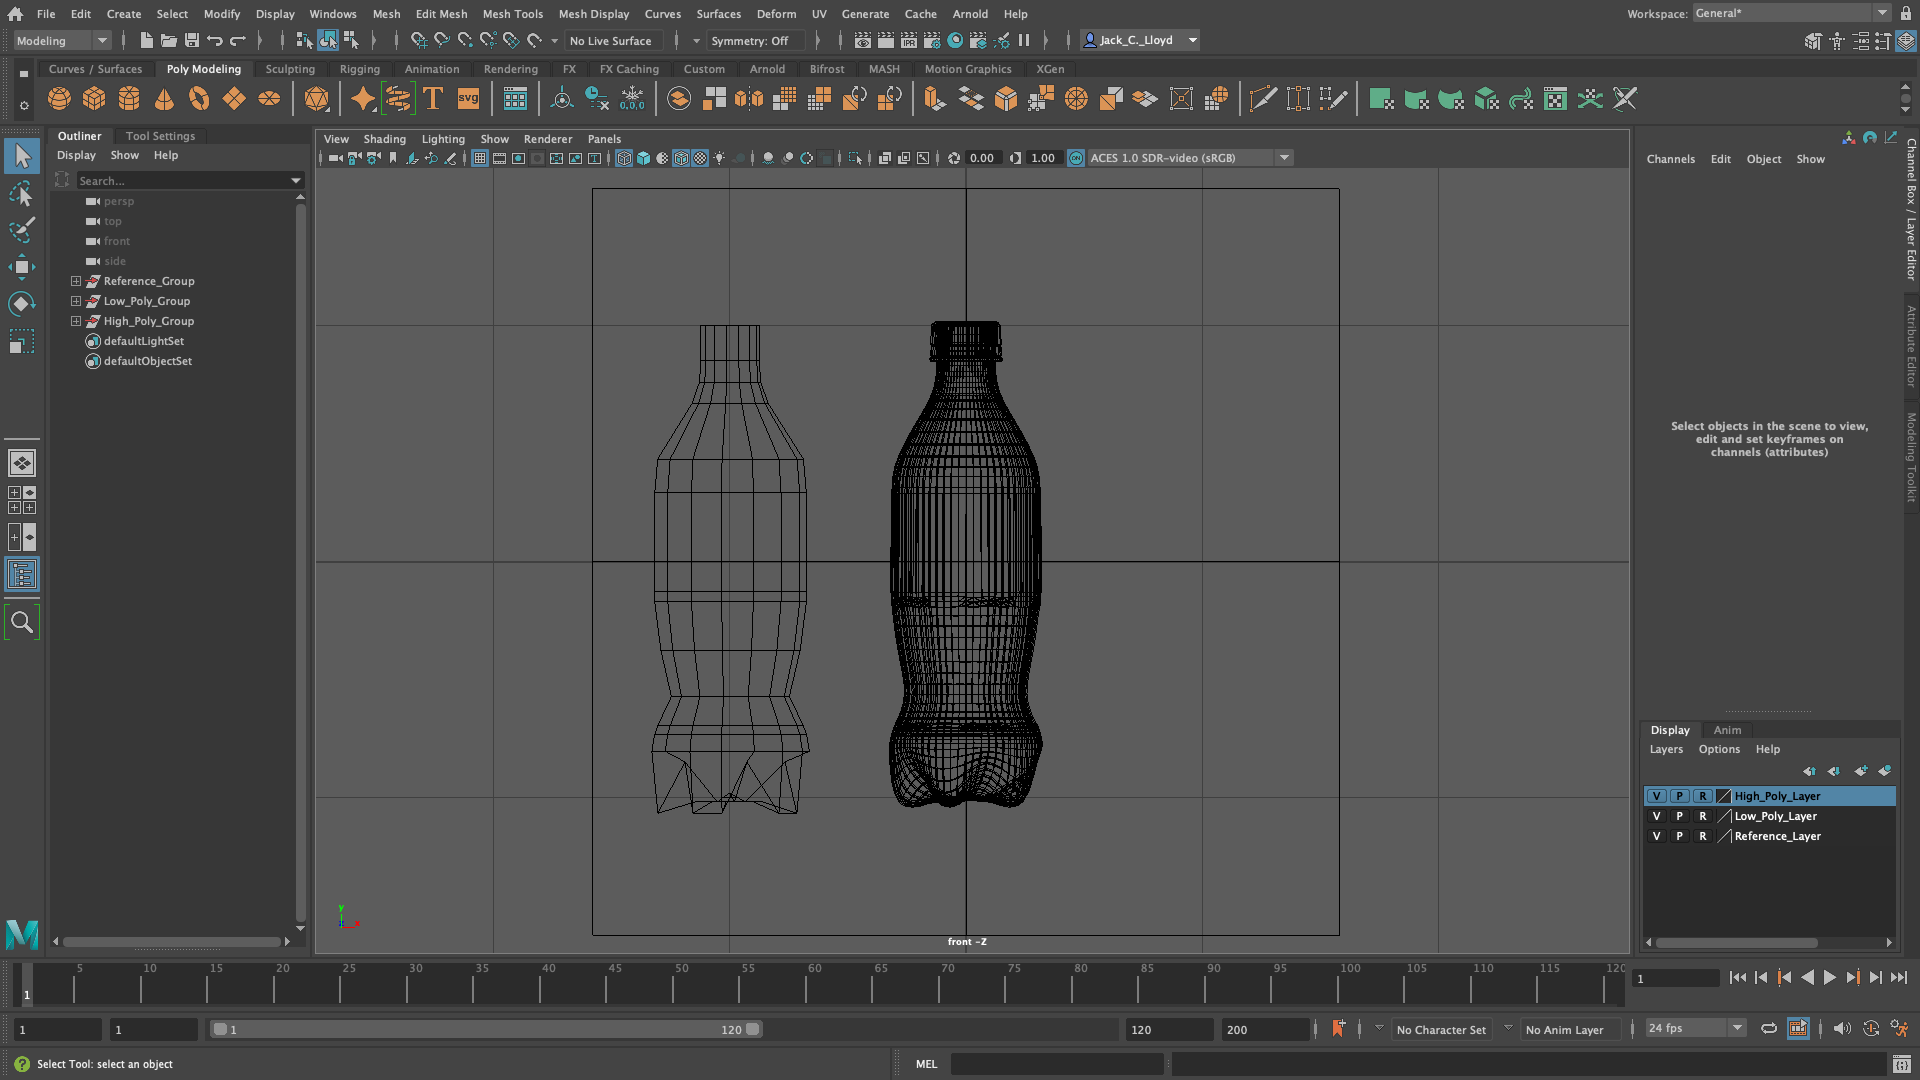 File Edit Create Select Modify Display Windows Mesh Edit Mesh Mesh Tools Mesh Display Curves Surfaces Deform UV Generate Cache Arnold Help Workspace: General*
Modeling No Live Surface Symmetry: Off Jack_C._Lloyd
Curves / Surfaces Poly Modeling Sculpting Rigging Animation Rendering FX FX Caching Custom Arnold Bifrost MASH Motion Graphics XGen
T svg 0,0,0
Outliner Tool Settings
Display Show Help
Search...
persp
top
front
side
Reference_Group
Low_Poly_Group
High_Poly_Group
defaultLightSet
defaultObjectSet
View Shading Lighting Show Renderer Panels
0.00 1.00 ACES 1.0 SDR-video (sRGB)
y
front -Z
Channels Edit Object Show
Channel Box / Layer Editor
Attribute Editor
Modeling Toolkit
Select objects in the scene to view,
edit and set keyframes on
channels (attributes)
Display Anim
Layers Options Help
V P R High_Poly_Layer
V P R Low_Poly_Layer
V P R Reference_Layer
5 10 15 20 25 30 35 40 45 50 55 60 65 70 75 80 85 90 95 100 105 110 115 120
1 1
1 1 1 120 120 200 No Character Set No Anim Layer 24 fps
Select Tool: select an object MEL